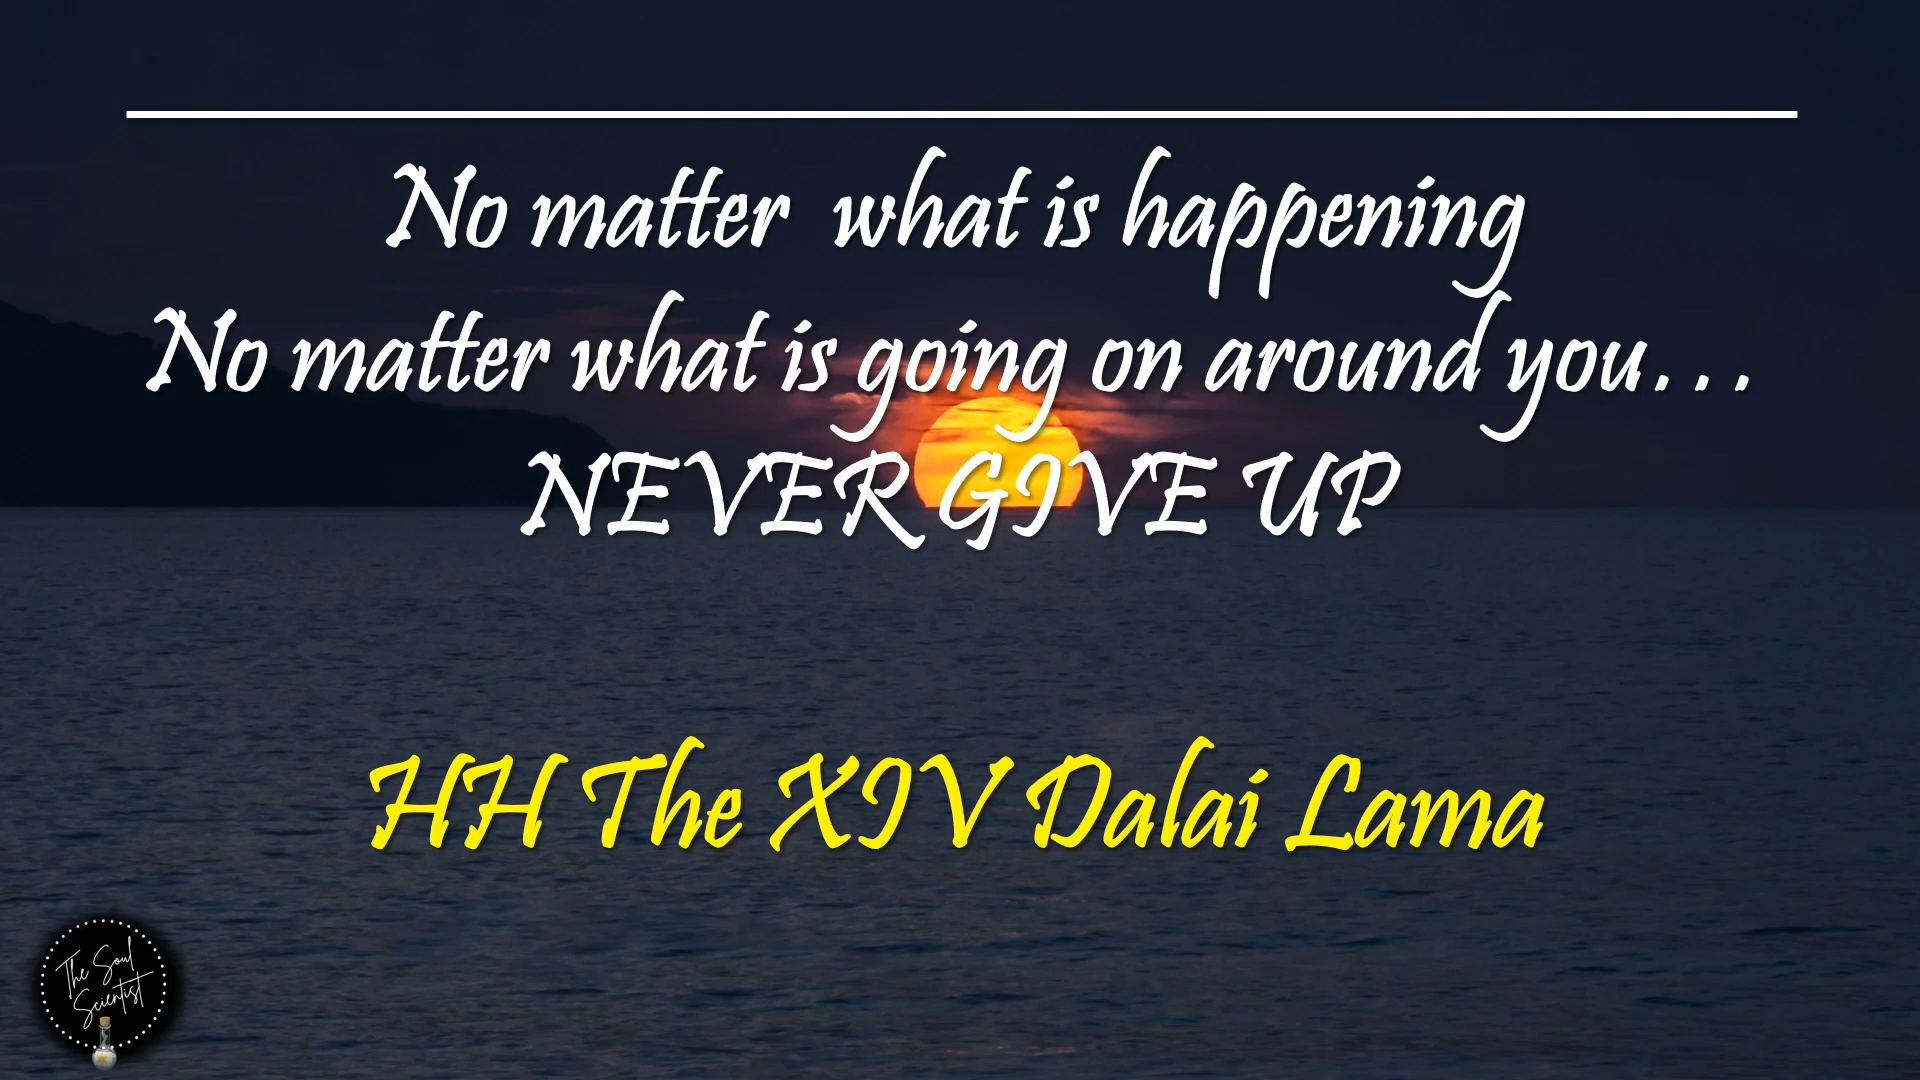 No matter  what is happening
No matter what is going on around you...
NEVER GIVE UP
HH The XIV Dalai Lama
The Soul
Scientist